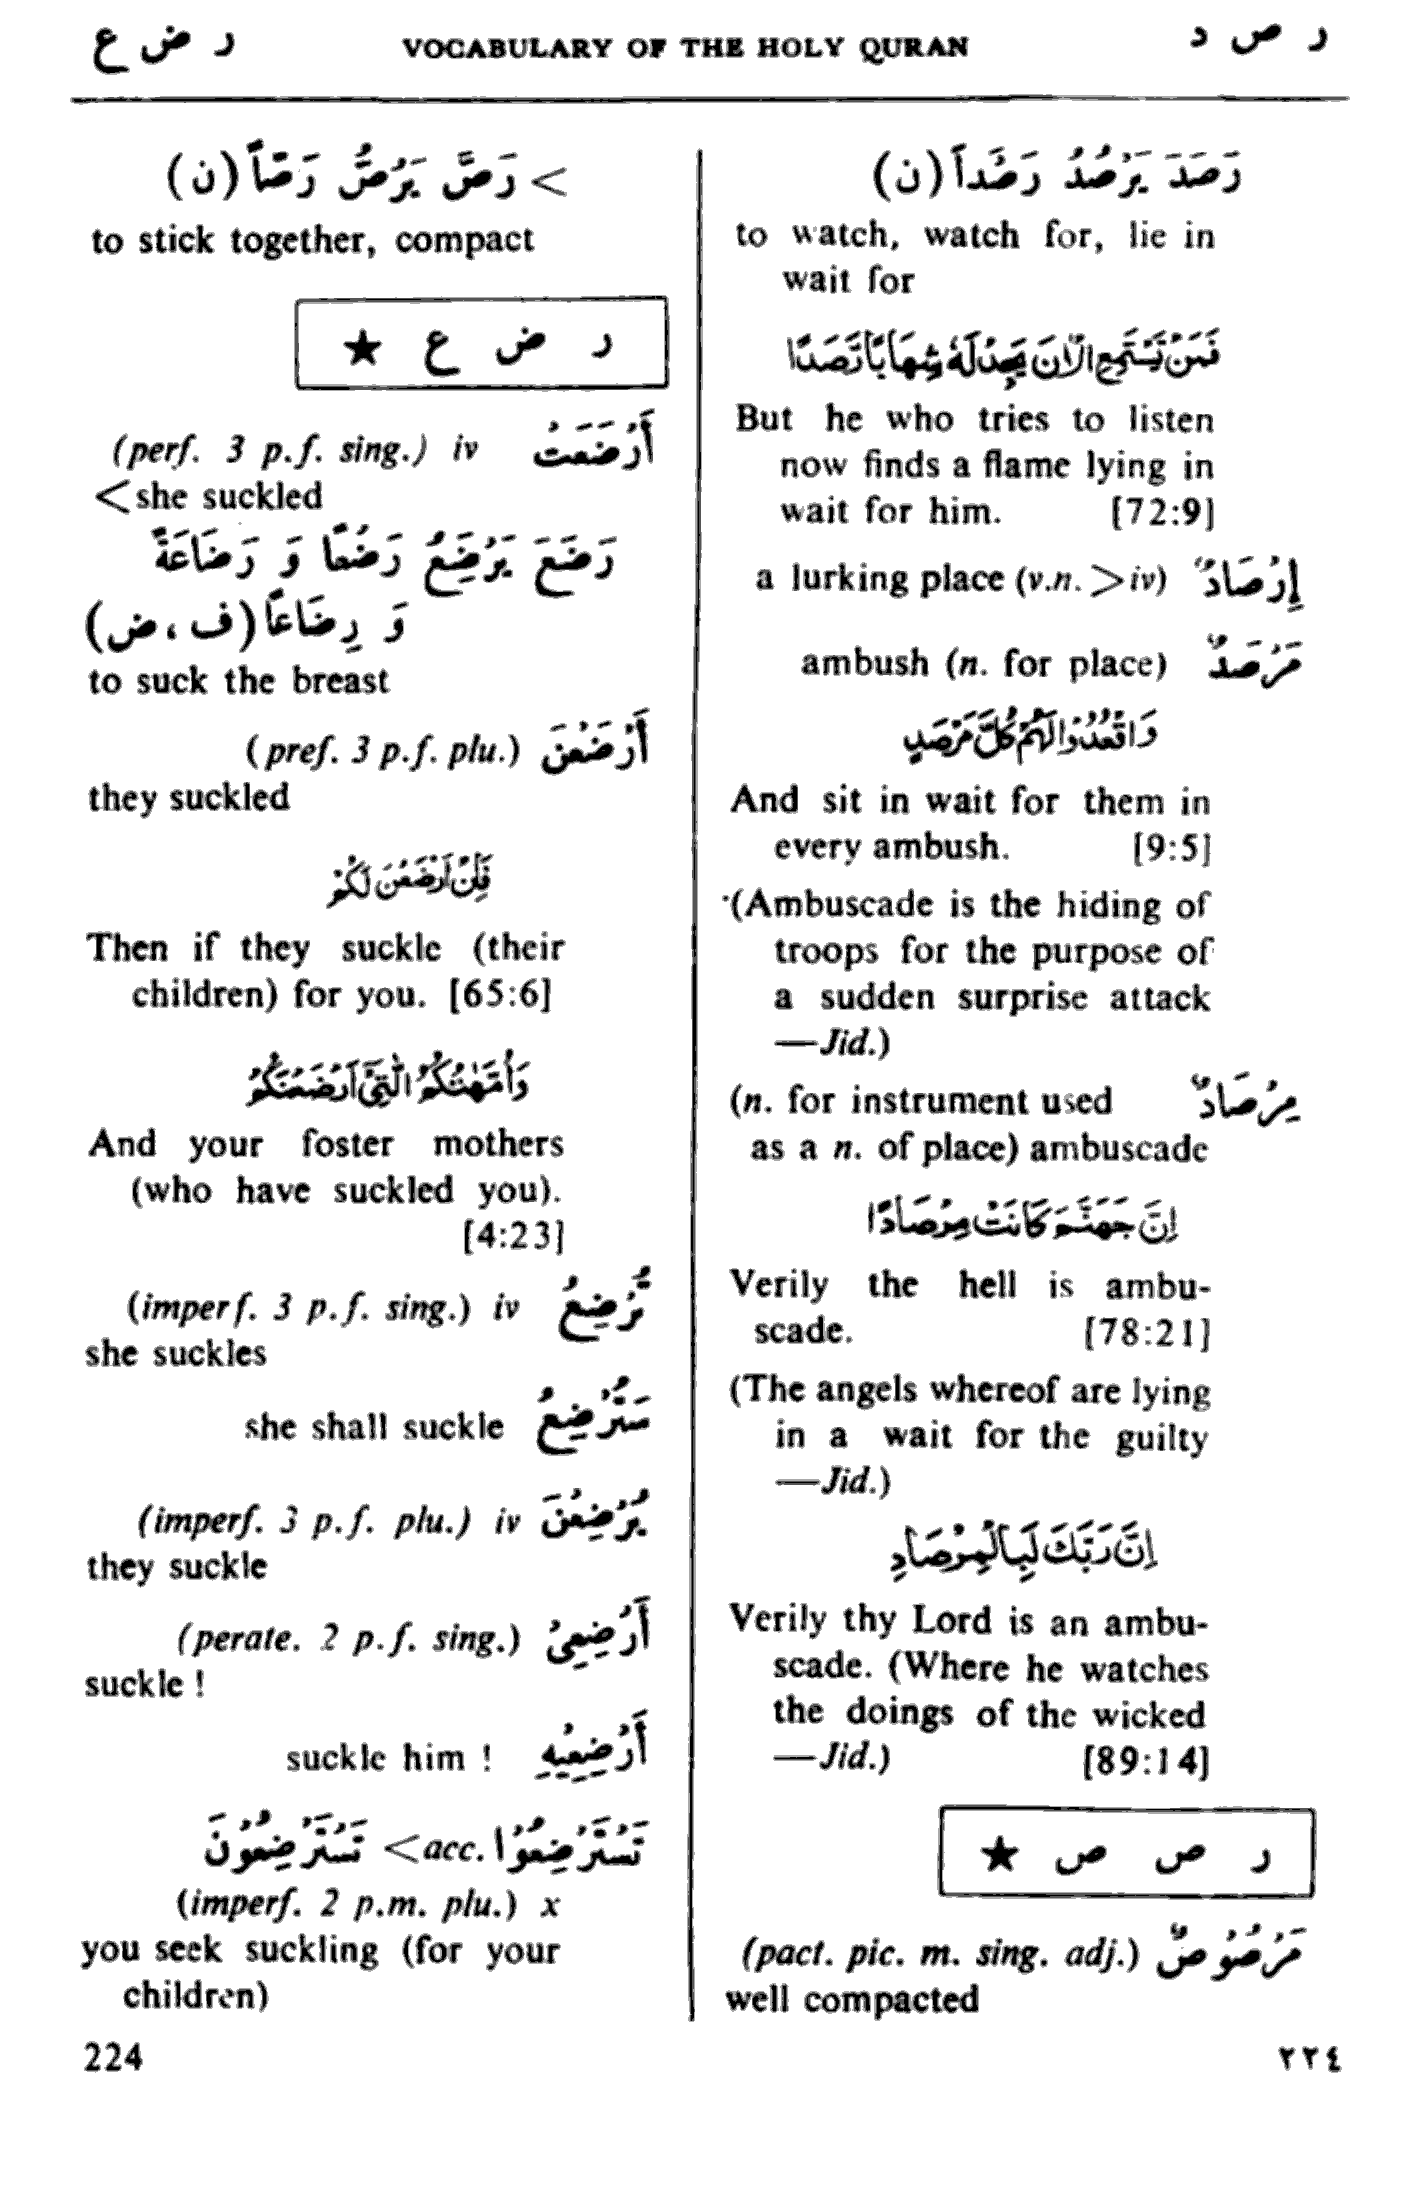 ر ص د
VOCABULARY OF THE HOLY QURAN
ر ض ع
رَصَدَ يَرْصُدُ رَصْداً (ن)
to watch, watch for, lie in
wait for
فَمَنْ يَسْتَمِعِ الْاٰنَ يَجِدْ لَهٗ شِهَابًا رَّصَدًا
But he who tries to listen
now finds a flame lying in
wait for him. [72:9]
a lurking place (v.n. >iv) إِرْصَادٌ
ambush (n. for place) مَرْصَدٌ
وَاقْعُدُوْا لَهُمْ كُلَّ مَرْصَدٍ
And sit in wait for them in
every ambush. [9:5]
(Ambuscade is the hiding of
troops for the purpose of
a sudden surprise attack
—Jid.)
(n. for instrument used مِرْصَادٌ
as a n. of place) ambuscade
اِنَّ جَهَنَّمَ كَانَتْ مِرْصَادًا
Verily the hell is ambu-
scade. [78:21]
(The angels whereof are lying
in a wait for the guilty
—Jid.)
اِنَّ رَبَّكَ لَبِالْمِرْصَادِ
Verily thy Lord is an ambu-
scade. (Where he watches
the doings of the wicked
—Jid.) [89:14]
ر ص ص ★
(pact. pic. m. sing. adj.) مَرْصُوْصٌ
well compacted
> رَصَّ يَرُصُّ رَصّاً (ن)
to stick together, compact
ر ض ع ★
(perf. 3 p.f. sing.) iv أَرْضَعَتْ
<she suckled
رَضَعَ يَرْضِعُ رَضْعًا وَ رَضَاعَةً
وَ رِضَاعًا (ف ، ض)
to suck the breast
(pref. 3 p.f. plu.) أَرْضَعْنَ
they suckled
فَاِنْ اَرْضَعْنَ لَكُمْ
Then if they suckle (their
children) for you. [65:6]
وَاُمَّهٰتُكُمُ الّٰتِيْٓ اَرْضَعْنَكُمْ
And your foster mothers
(who have suckled you).
[4:23]
(imperf. 3 p.f. sing.) iv تُرْضِعُ
she suckles
she shall suckle سَتُرْضِعُ
(imperf. 3 p.f. plu.) iv يُرْضِعْنَ
they suckle
(perate. 2 p.f. sing.) أَرْضِعِيْ
suckle !
suckle him ! أَرْضِعِيْهِ
تَسْتَرْضِعُوْا .acc> تَسْتَرْضِعُوْنَ
(imperf. 2 p.m. plu.) x
you seek suckling (for your
children)
224
٢٢٤